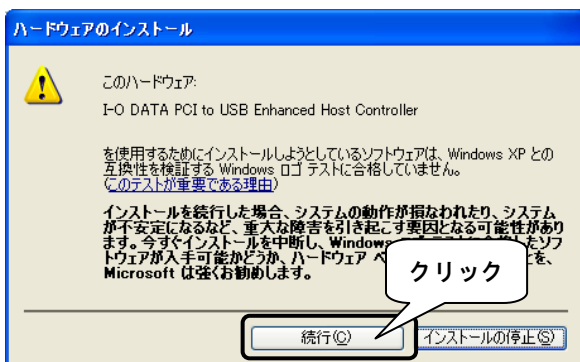 ハードウェアのインストール
このハードウェア:
I-O DATA PCI to USB Enhanced Host Controller
を使用するためにインストールしようとしているソフトウェアは、Windows XP との
互換性を検証する Windows ロゴ テストに合格していません。
(このテストが重要である理由)
インストールを続行した場合、システムの動作が損なわれたり、システム
が不安定になるなど、重大な障害を引き起こす要因となる可能性があり
ます。今すぐインストールを中断し、Windows
トウェアが入手可能かどうか、ハードウェア ベ とを、
Microsoft は強くお勧めします。
クリック
続行(C)
インストールの停止(S)